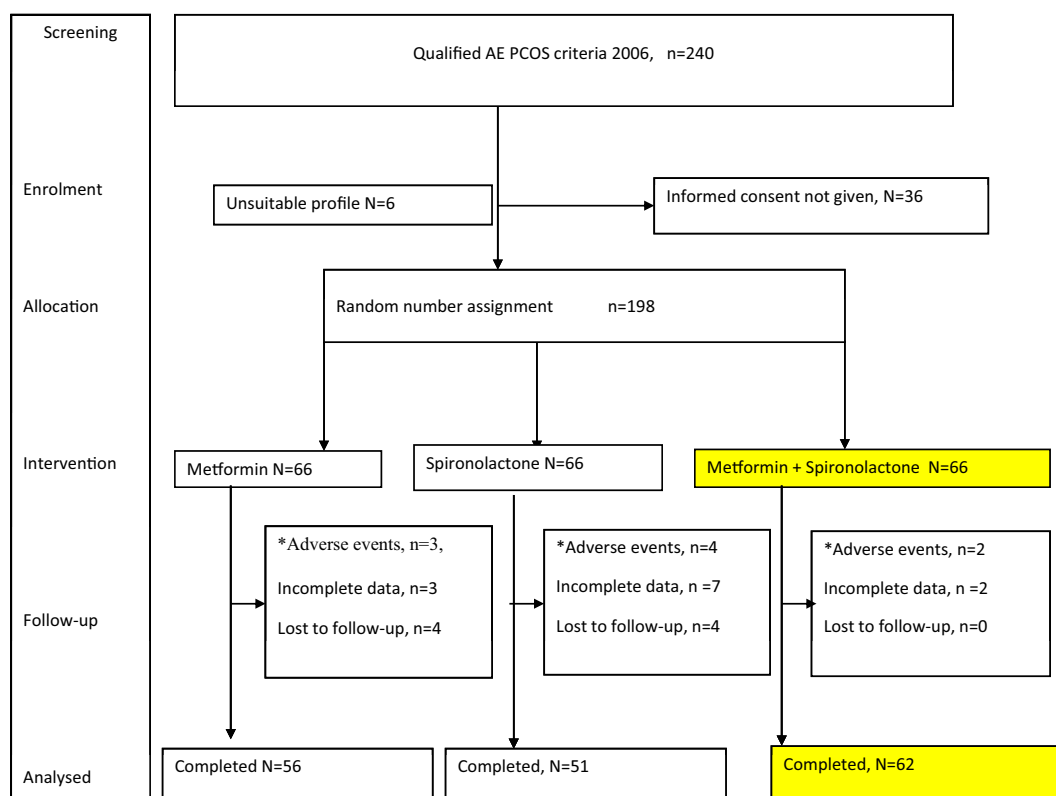 Screening
Qualified AE PCOS criteria 2006, n=240
Enrolment
Unsuitable profile N=6
Informed consent not given, N=36
Allocation
Random number assignment n=198
Intervention
Metformin N=66
Spironolactone N=66
Metformin + Spironolactone N=66
Follow-up
*Adverse events, n=3,
Incomplete data, n=3
Lost to follow-up, n=4
*Adverse events, n=4
Incomplete data, n =7
Lost to follow-up, n=4
*Adverse events, n=2
Incomplete data, n =2
Lost to follow-up, n=0
Analysed
Completed N=56
Completed, N=51
Completed, N=62